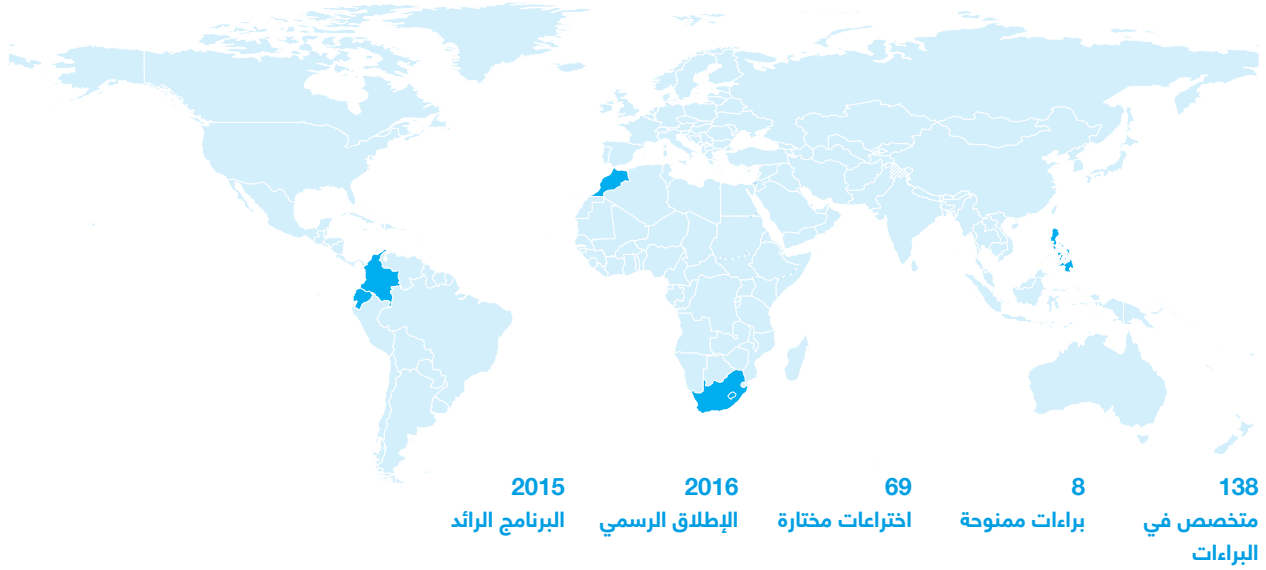 138
متخصص في
البراءات
8
براءات ممنوحة
69
اختراعات مختارة
2016
الإطلاق الرسمي
2015
البرنامج الرائد